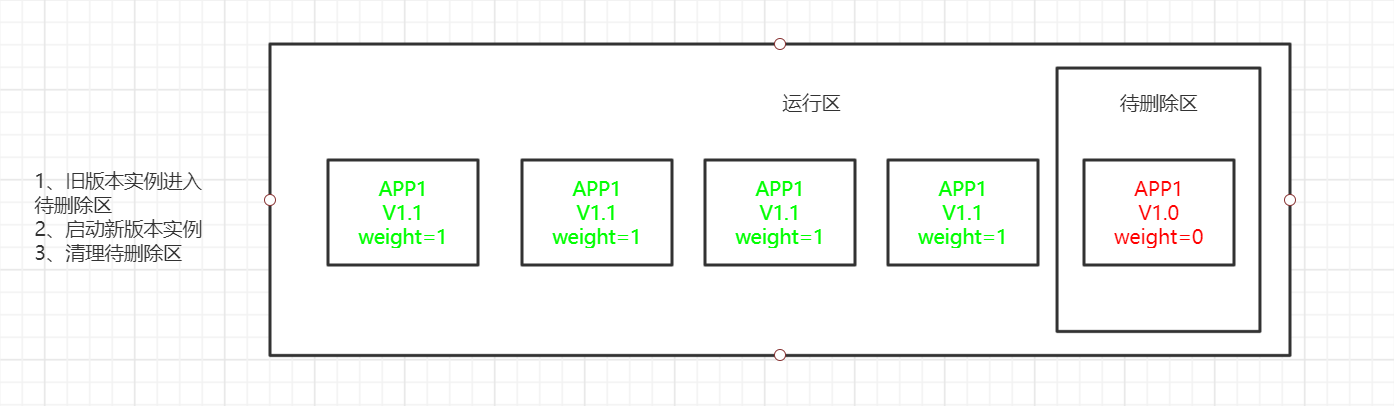 1、旧版本实例进入
待删除区
2、启动新版本实例
3、清理待删除区
运行区
待删除区
APP1
V1.1
weight=1
APP1
V1.1
weight=1
APP1
V1.1
weight=1
APP1
V1.1
weight=1
APP1
V1.0
weight=0